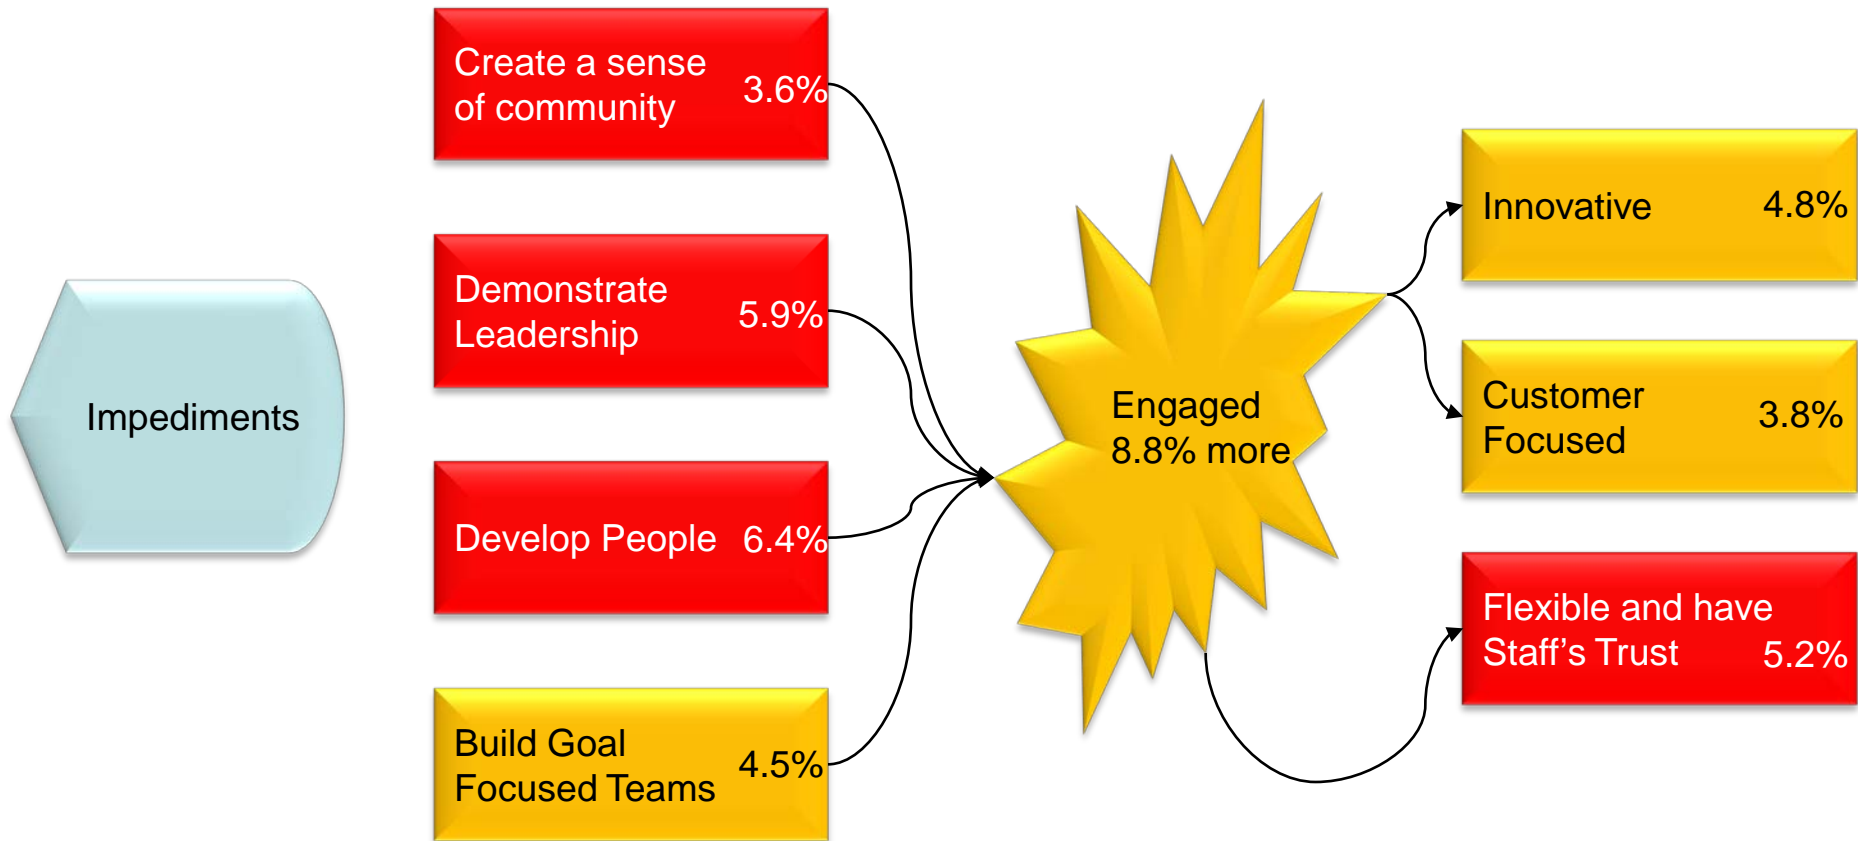 Impediments
Create a sense
of community
3.6%
Demonstrate
Leadership
5.9%
Develop People
6.4%
Build Goal
Focused Teams
4.5%
Engaged
8.8% more
Innovative
4.8%
Customer
Focused
3.8%
Flexible and have
Staff’s Trust
5.2%